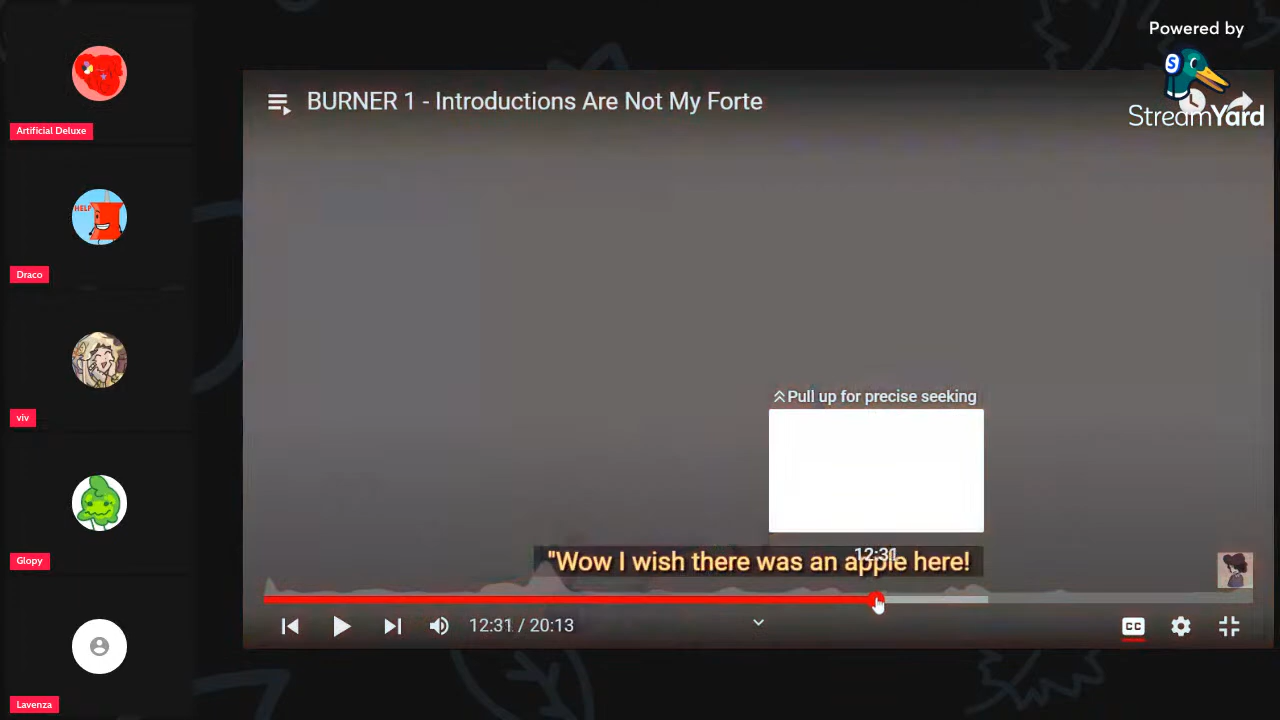 Powered by
StreamYard
BURNER 1 - Introductions Are Not My Forte
Artificial Deluxe
HELP
Draco
viv
Glopy
Lavenza
Pull up for precise seeking
12:31
"Wow I wish there was an apple here!
12:31 / 20:13
CC
S